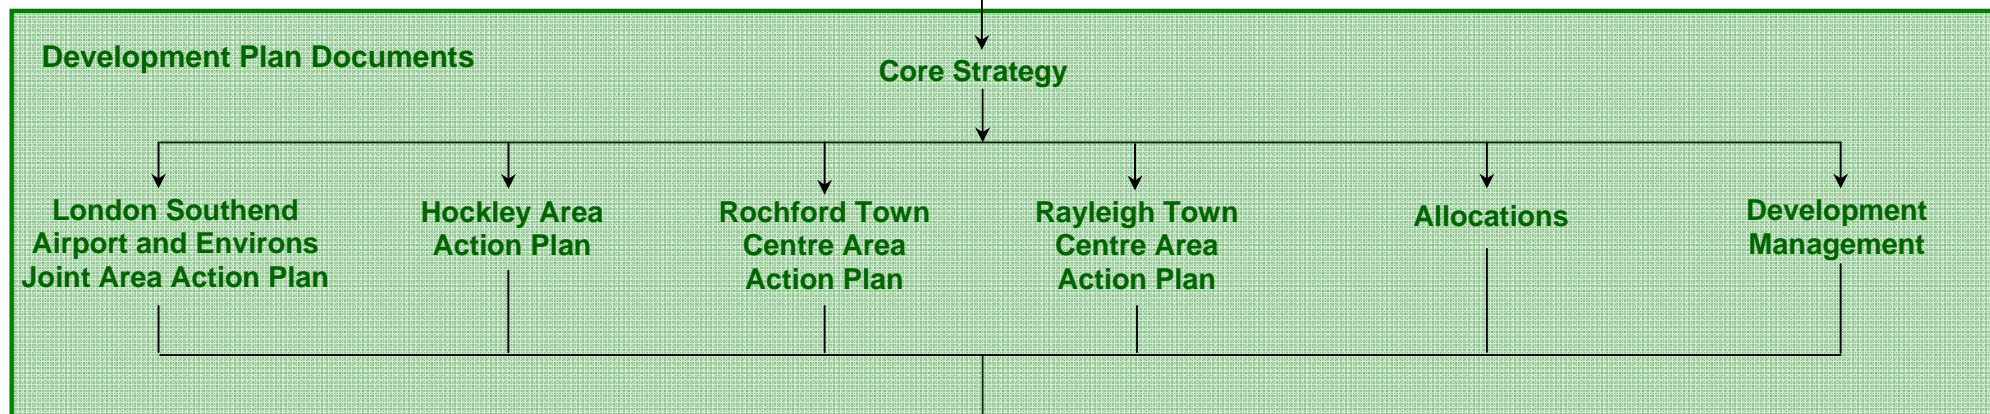 Development Plan Documents
Core Strategy
London Southend
Airport and Environs
Joint Area Action Plan
Hockley Area
Action Plan
Rochford Town
Centre Area
Action Plan
Rayleigh Town
Centre Area
Action Plan
Allocations
Development
Management